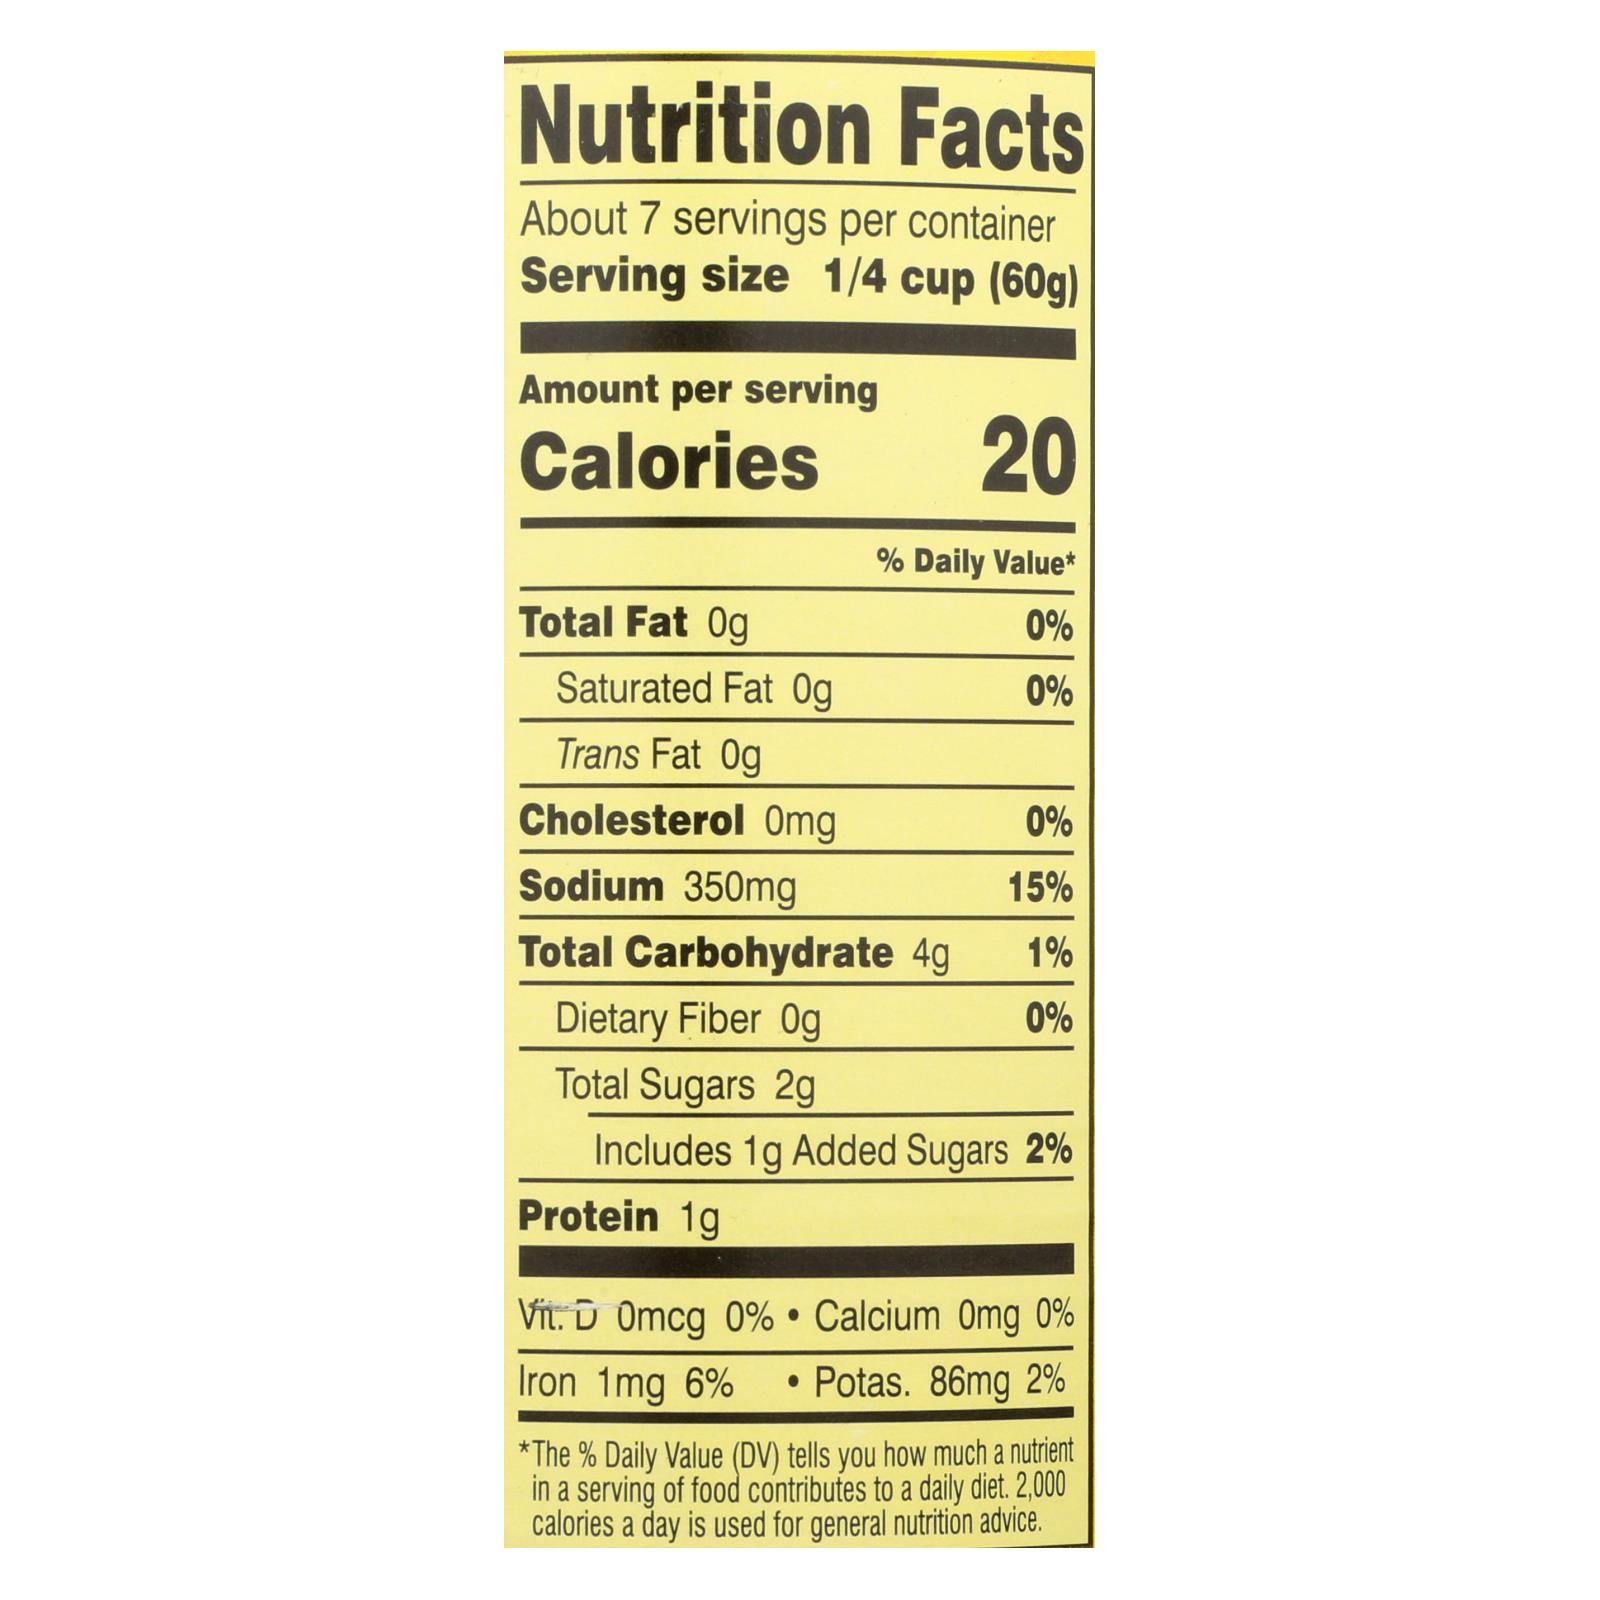 Nutrition Facts
About 7 servings per container
Serving size 1/4 cup (60g)
Amount per serving
Calories 20
% Daily Value*
Total Fat 0g 0%
Saturated Fat 0g 0%
Trans Fat 0g
Cholesterol 0mg 0%
Sodium 350mg 15%
Total Carbohydrate 4g 1%
Dietary Fiber 0g 0%
Total Sugars 2g
Includes 1g Added Sugars 2%
Protein 1g
Vit. D 0mcg 0% • Calcium 0mg 0%
Iron 1mg 6% • Potas. 86mg 2%
*The % Daily Value (DV) tells you how much a nutrient
in a serving of food contributes to a daily diet. 2,000
calories a day is used for general nutrition advice.